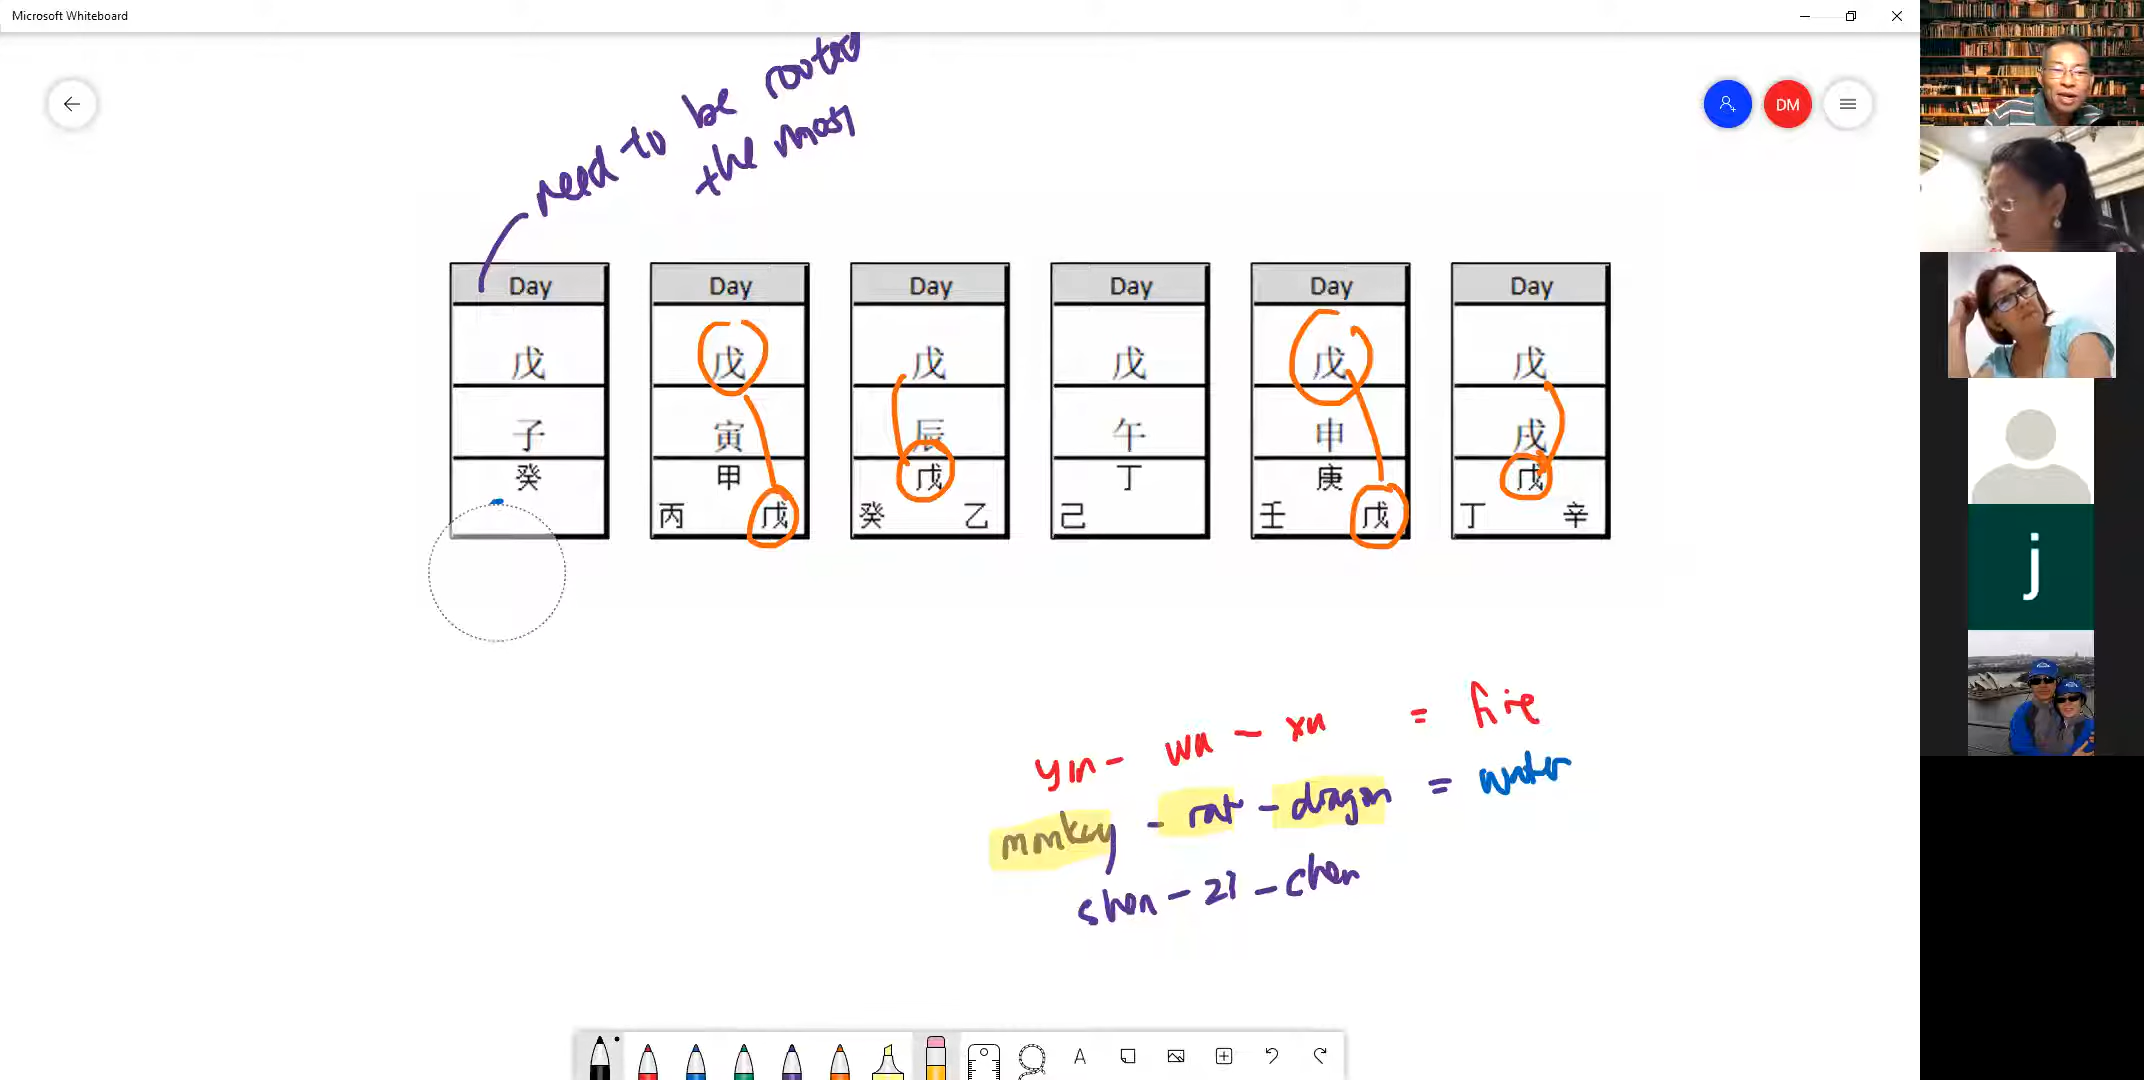 Microsoft Whiteboard
need to be rooted
the most
DM
Day Day Day Day Day Day
戊 戊 戊 戊 戊 戊
子 寅 辰 午 申 戌
癸 甲 戊 丁 庚 戊
丙 戊 癸 乙 己 壬 戊 丁 辛
j
yin - wu - xu = fire
monkey - rat - dragon = water
shen - zi - chen
A